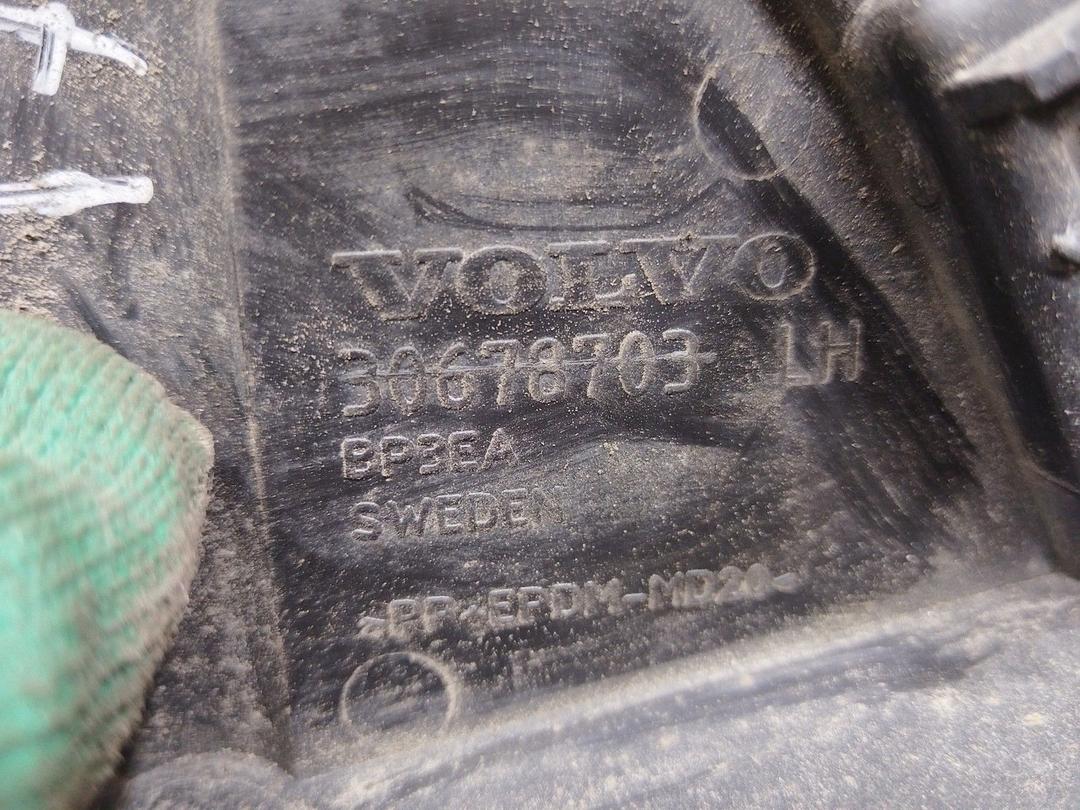 VOLVO
30678703 LH
BP3EA
SWEDEN
>PP+EPDM-MD20<